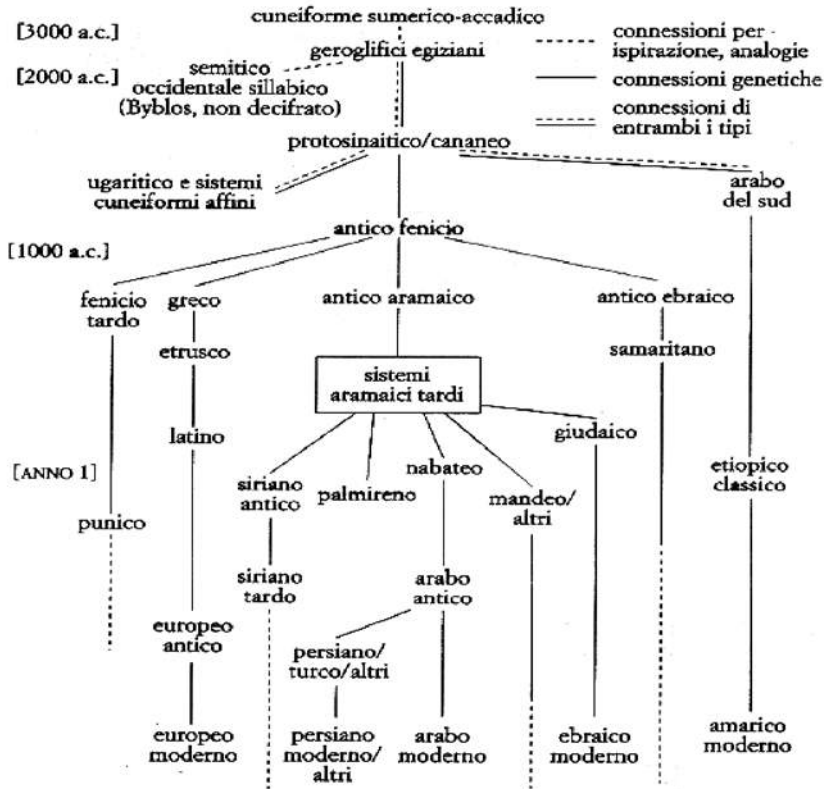 cuneiforme sumerico-accadico
[3000 a.c.]
geroglifici egiziani
connessioni per
ispirazione, analogie
[2000 a.c.]
semitico
occidentale sillabico
(Byblos, non decifrato)
connessioni genetiche
connessioni di
entrambi i tipi
protosinaitico/cananeo
ugaritico e sistemi
cuneiformi affini
arabo
del sud
antico fenicio
[1000 a.c.]
fenicio
tardo
greco
antico aramaico
antico ebraico
etrusco
samaritano
sistemi
aramaici tardi
latino
giudaico
[ANNO 1]
nabateo
siriano
antico
palmireno
mandeo/
altri
etiopico
classico
punico
siriano
tardo
arabo
antico
europeo
antico
persiano/
turco/altri
europeo
moderno
persiano
moderno/
altri
arabo
moderno
ebraico
moderno
amarico
moderno